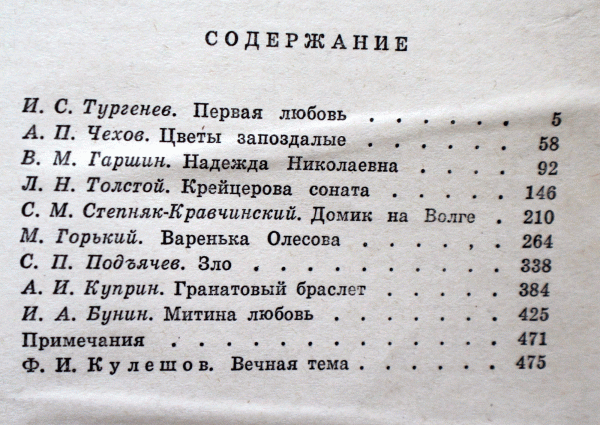 СОДЕРЖАНИЕ
И. С. Тургенев. Первая любовь . . . . . . 5
А. П. Чехов. Цветы запоздалые . . . . . . 58
В. М. Гаршин. Надежда Николаевна . . . . 92
Л. Н. Толстой. Крейцерова соната . . . . . 146
С. М. Степняк-Кравчинский. Домик на Волге . 210
М. Горький. Варенька Олесова . . . . . 264
С. П. Подъячев. Зло . . . . . . . . 338
А. И. Куприн. Гранатовый браслет . . . . . 384
И. А. Бунин. Митина любовь . . . . . . 425
Примечания . . . . . . . . . . 471
Ф. И. Кулешов. Вечная тема . . . . . 475